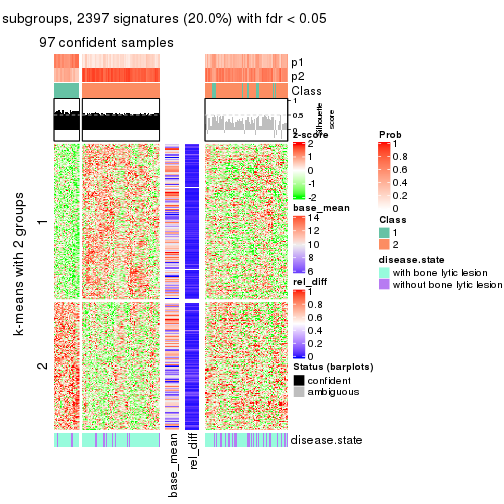 subgroups, 2397 signatures (20.0%) with fdr < 0.05
97 confident samples
p1
p2
Class
1
0.5
0
Silhouette
score
k-means with 2 groups
1
2
base_mean
rel_diff
disease.state
z-score
2
1
0
-1
-2
base_mean
14
12
10
8
6
rel_diff
1
0.8
0.6
0.4
0.2
0
Status (barplots)
confident
ambiguous
Prob
1
0.8
0.6
0.4
0.2
0
Class
1
2
disease.state
with bone lytic lesion
without bone lytic lesion